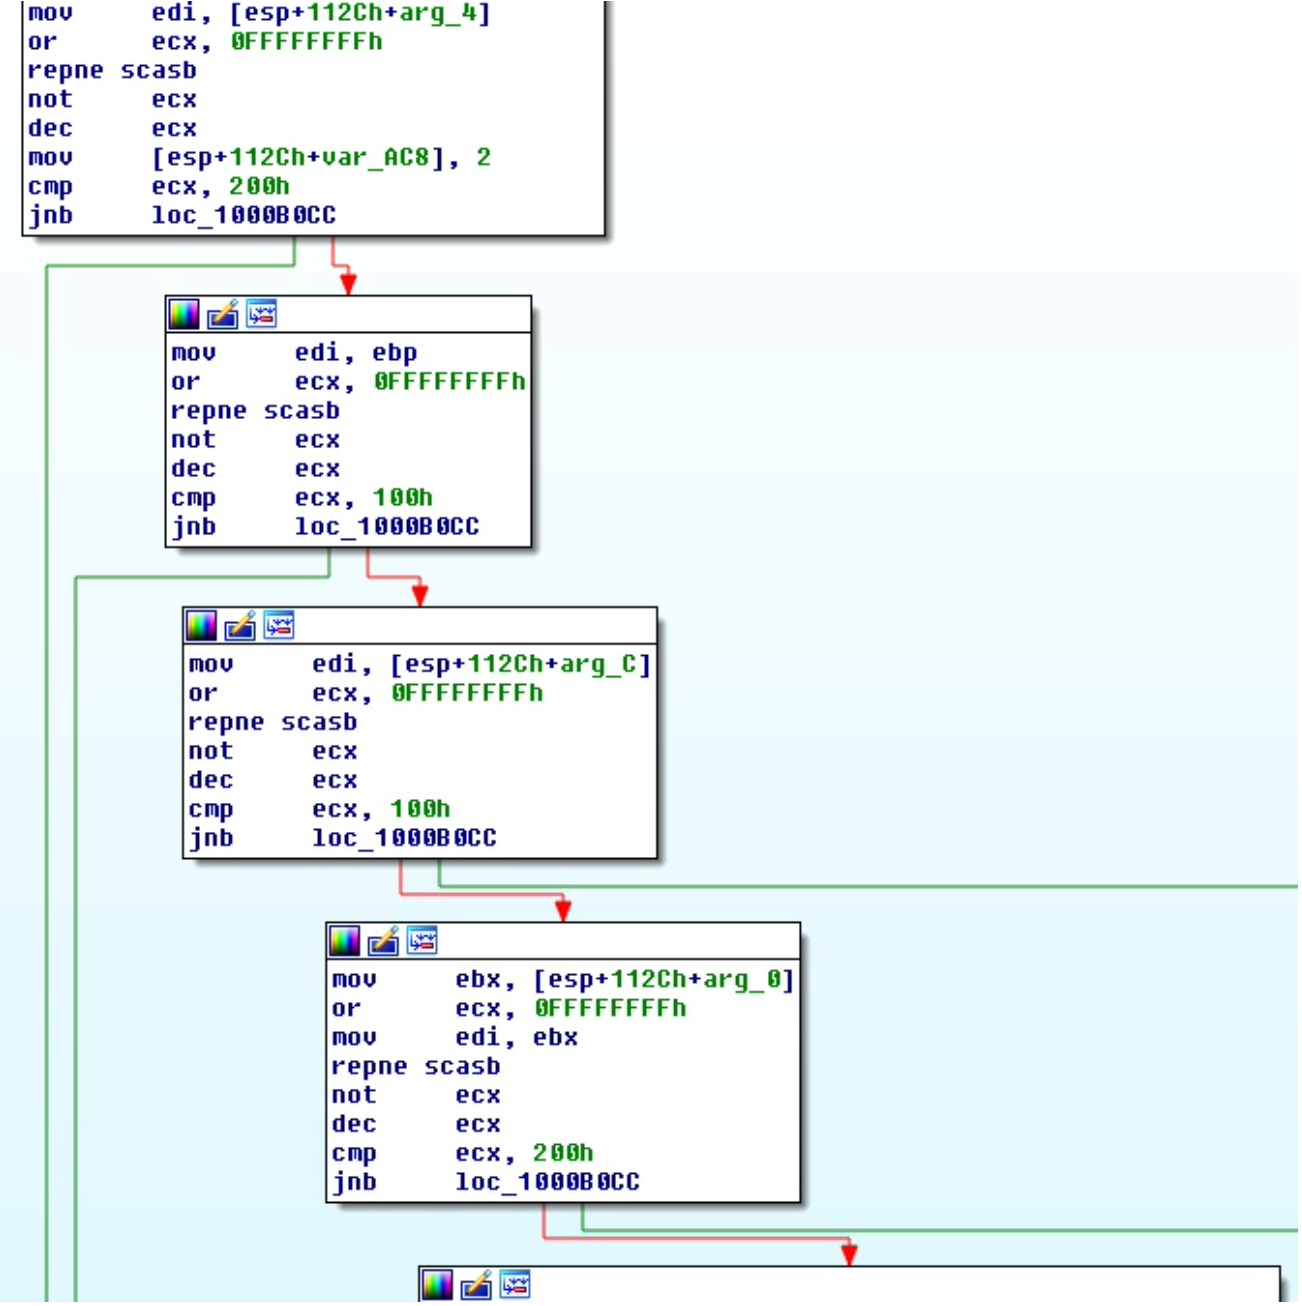 mov edi, [esp+112Ch+arg_4]
or ecx, 0FFFFFFFFh
repne scasb
not ecx
dec ecx
mov [esp+112Ch+var_AC8], 2
cmp ecx, 200h
jnb loc_1000B0CC
mov edi, ebp
or ecx, 0FFFFFFFFh
repne scasb
not ecx
dec ecx
cmp ecx, 100h
jnb loc_1000B0CC
mov edi, [esp+112Ch+arg_C]
or ecx, 0FFFFFFFFh
repne scasb
not ecx
dec ecx
cmp ecx, 100h
jnb loc_1000B0CC
mov ebx, [esp+112Ch+arg_0]
or ecx, 0FFFFFFFFh
mov edi, ebx
repne scasb
not ecx
dec ecx
cmp ecx, 200h
jnb loc_1000B0CC